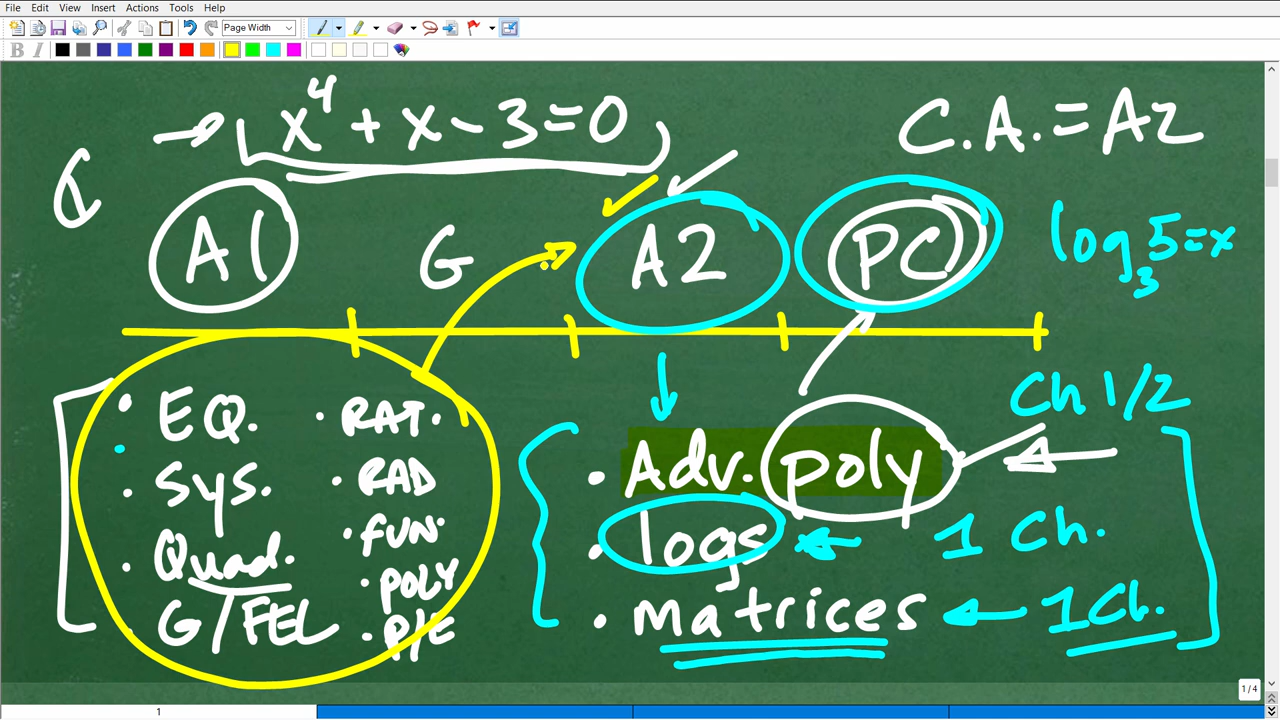 File Edit View Insert Actions Tools Help
Page Width
B I
x⁴ + x - 3 = 0
C.A. = A2
A1 G A2 PC
log₃5 = x
EQ. • RAT.
• Adv. poly
Ch 1/2
• Sys. • RAD
• logs 1 Ch.
• Quad. • FUN.
• POLY
• Matrices 1 Ch.
G/FEL • P/E
1/4
1